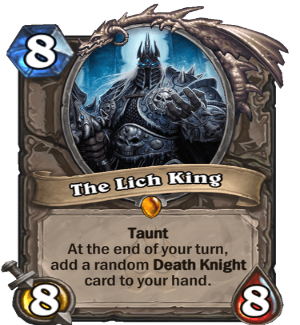 8
The Lich King
Taunt
At the end of your turn,
add a random Death Knight
card to your hand.
8 8